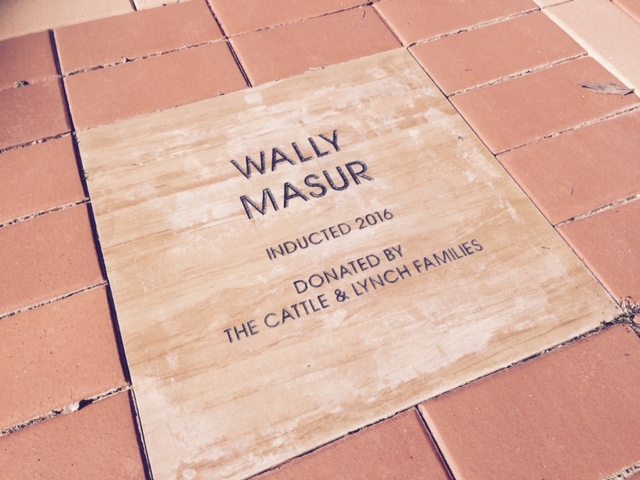 WALLY
MASUR
INDUCTED 2016
DONATED BY
THE CATTLE & LYNCH FAMILIES